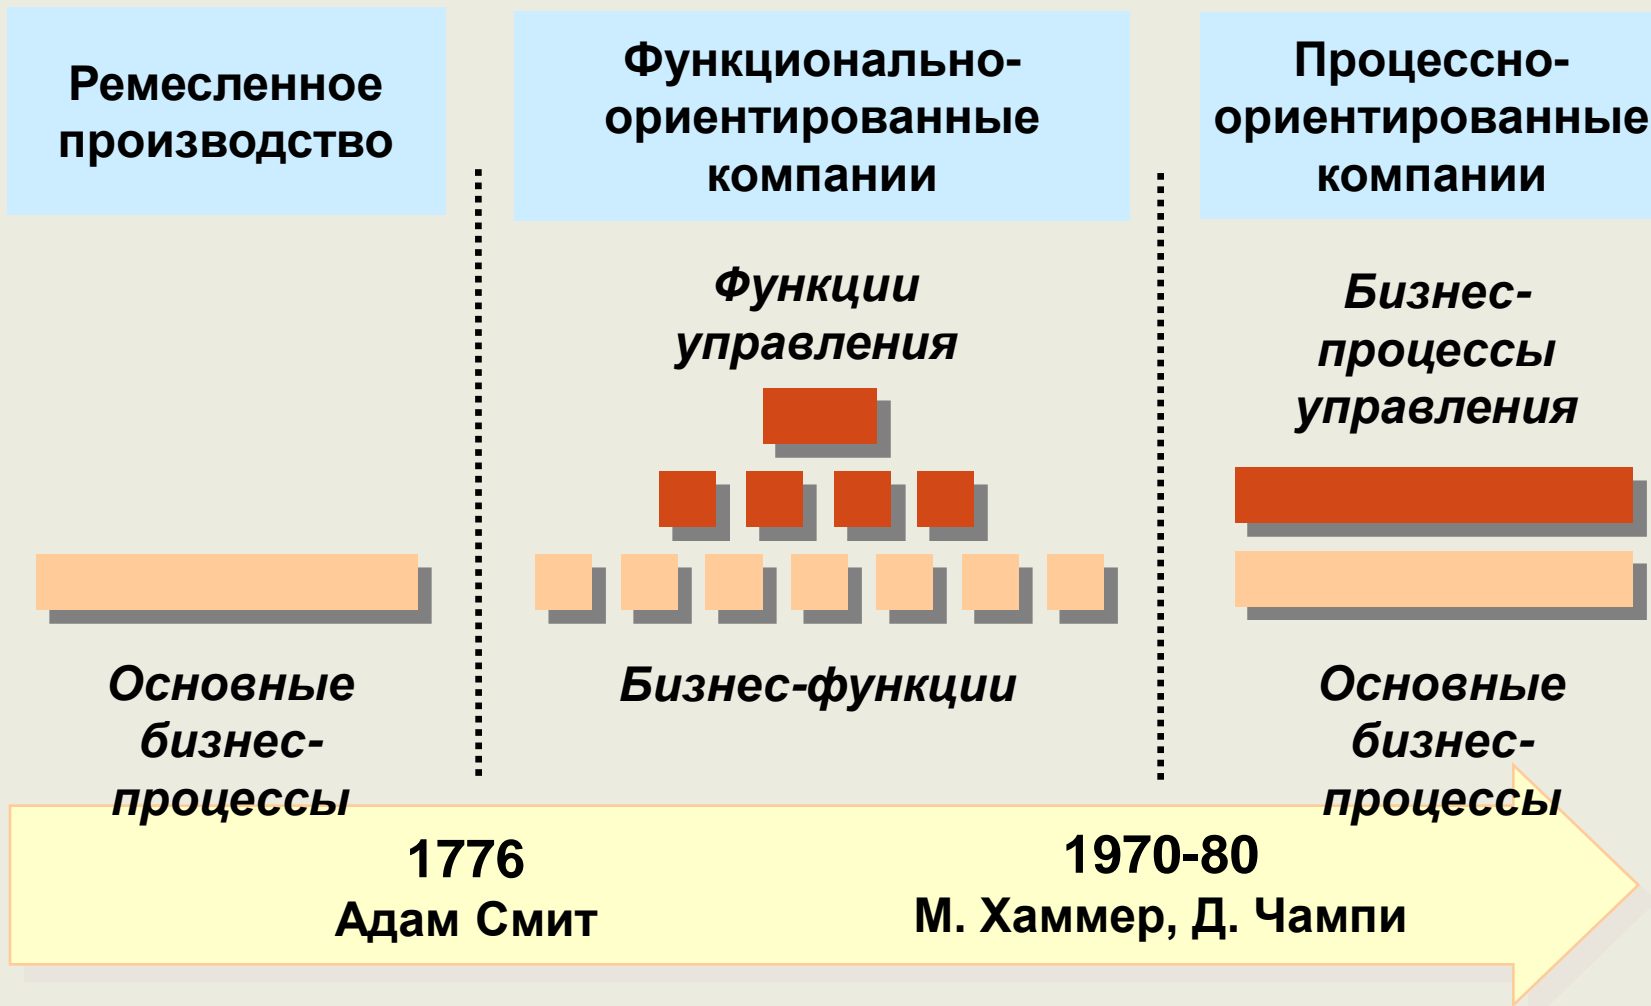 Ремесленное
производство
Функционально-
ориентированные
компании
Процессно-
ориентированные
компании
Функции
управления
Бизнес-
процессы
управления
Основные
бизнес-
процессы
Бизнес-функции
Основные
бизнес-
процессы
1776
Адам Смит
1970-80
М. Хаммер, Д. Чампи